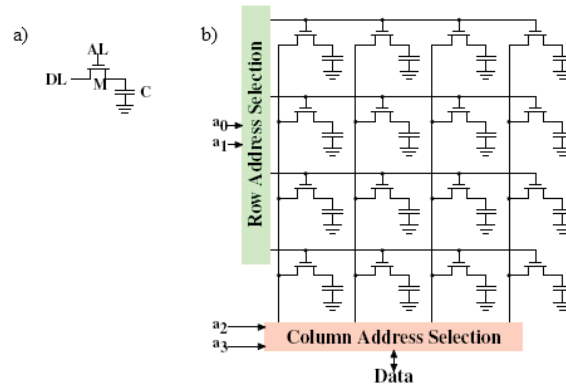 a)
AL
DL
M
C
b)
Row Address Selection
a0
a1
a2
a3
Column Address Selection
Data